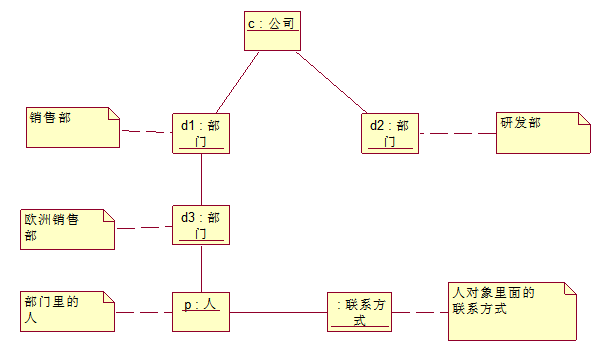 c : 公司
销售部
d1 : 部
门
d2 : 部
门
研发部
欧洲销售
部
d3 : 部
门
部门里的
人
p : 人
: 联系方
式
人对象里面的
联系方式